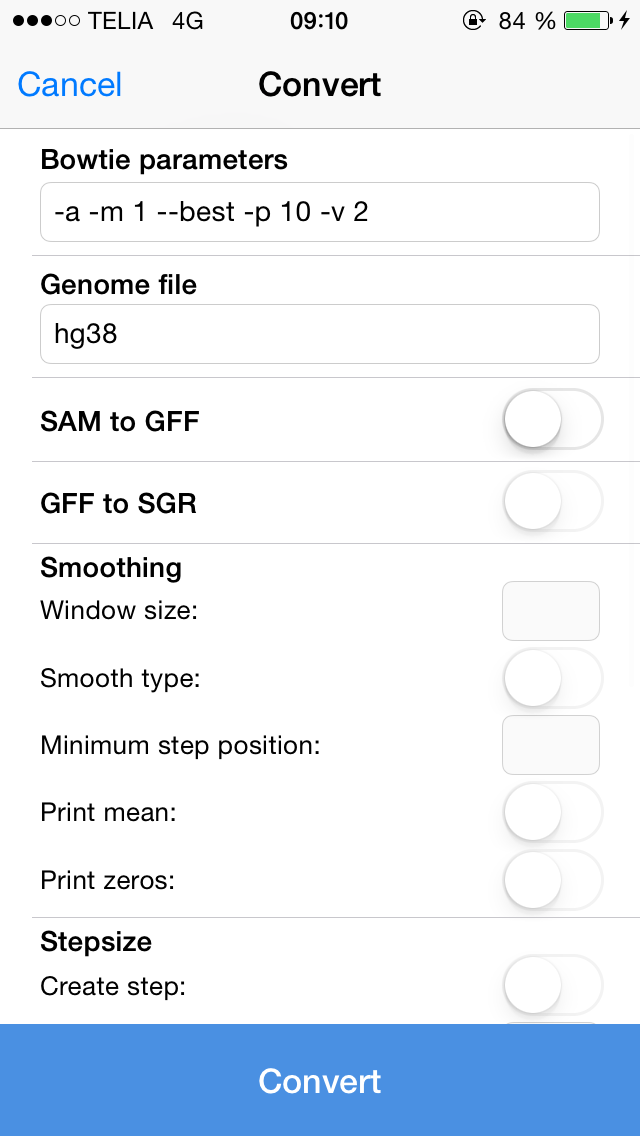 TELIA 4G 09:10 84 %
Cancel Convert
Bowtie parameters
-a -m 1 --best -p 10 -v 2
Genome file
hg38
SAM to GFF
GFF to SGR
Smoothing
Window size:
Smooth type:
Minimum step position:
Print mean:
Print zeros:
Stepsize
Create step:
Convert